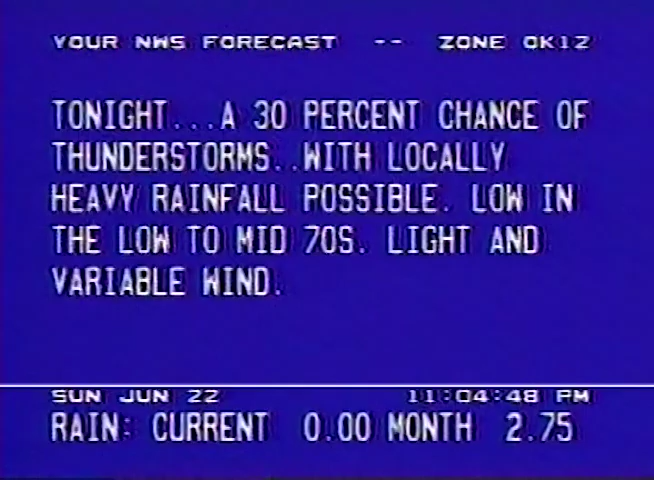 YOUR NWS FORECAST -- ZONE OK12
TONIGHT...A 30 PERCENT CHANCE OF
THUNDERSTORMS..WITH LOCALLY
HEAVY RAINFALL POSSIBLE. LOW IN
THE LOW TO MID 70S. LIGHT AND
VARIABLE WIND.
SUN JUN 22 11:04:48 PM
RAIN: CURRENT 0.00 MONTH 2.75